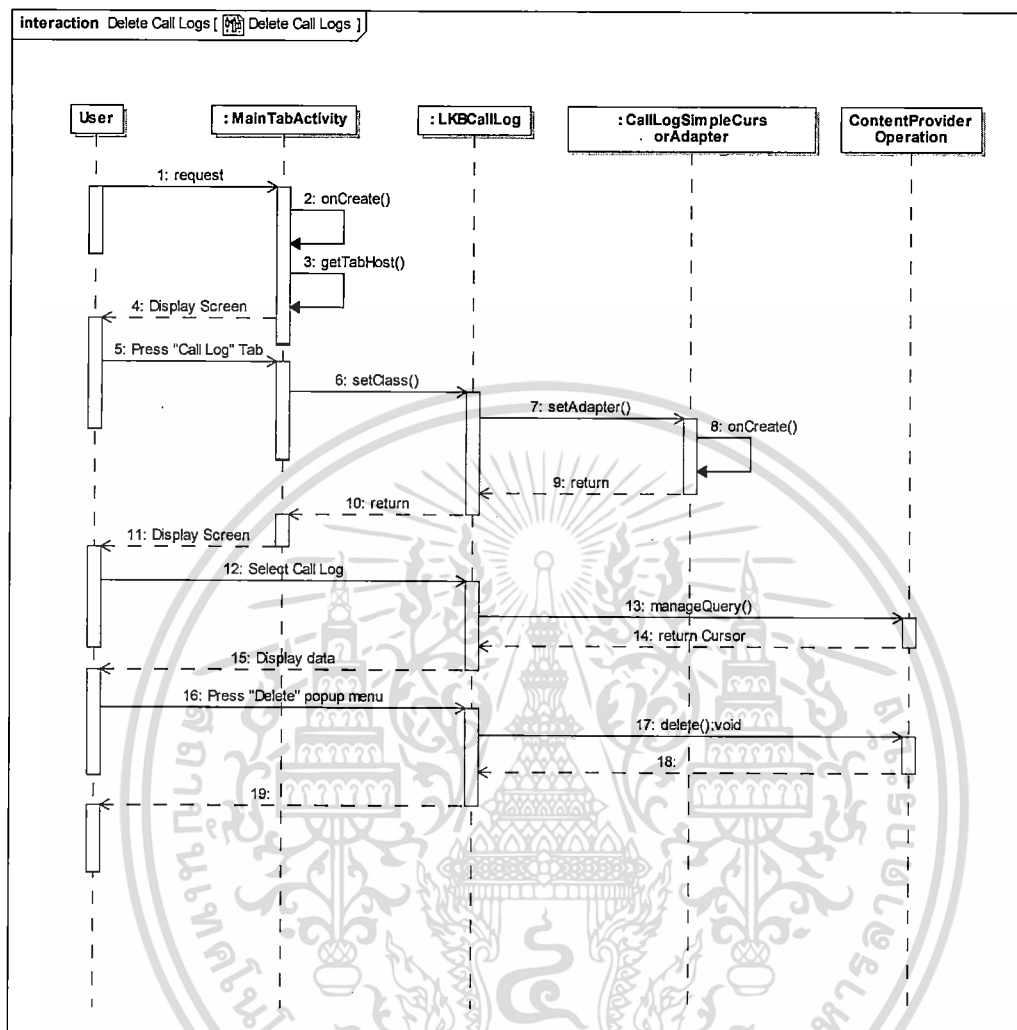 interaction Delete Call Logs [ Delete Call Logs ]
User
: MainTabActivity
: LKBCallLog
: CallLogSimpleCurs
orAdapter
ContentProvider
Operation
1: request
2: onCreate()
3: getTabHost()
4: Display Screen
5: Press "Call Log" Tab
6: setClass()
7: setAdapter()
8: onCreate()
9: return
10: return
11: Display Screen
12: Select Call Log
13: manageQuery()
14: return Cursor
15: Display data
16: Press "Delete" popup menu
17: delete():void
18:
19: